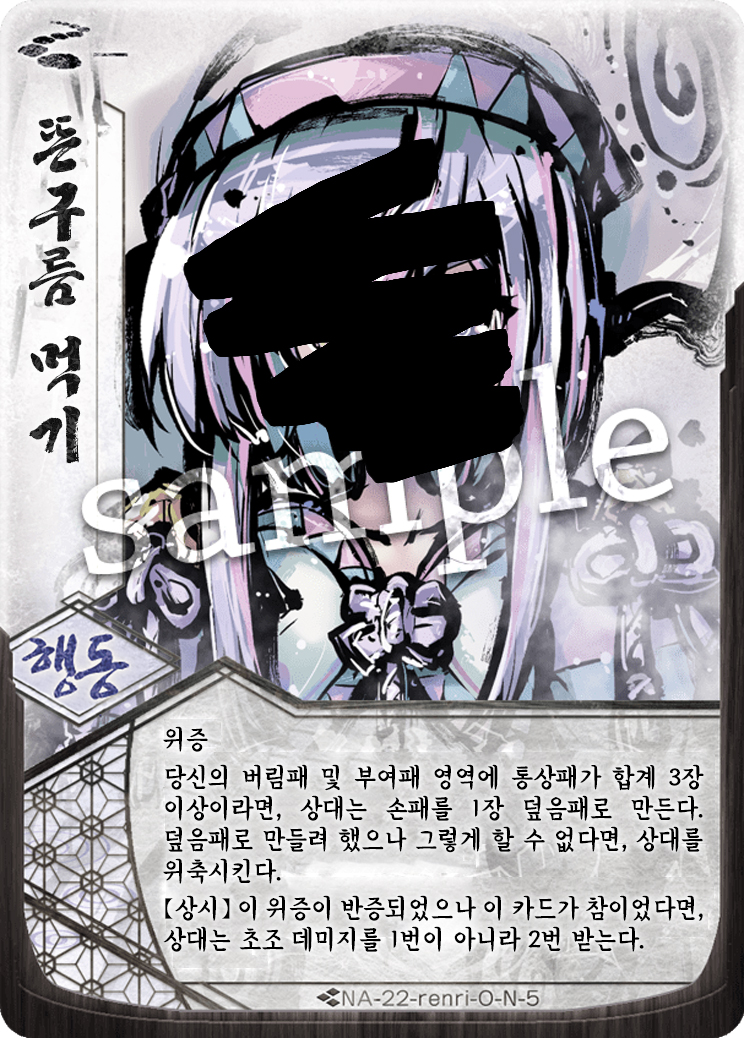 뜬구름 먹기
sample
행동
위증
당신의 버림패 및 부여패 영역에 통상패가 합계 3장
이상이라면, 상대는 손패를 1장 덮음패로 만든다.
덮음패로 만들려 했으나 그렇게 할 수 없다면, 상대를
위축시킨다.
【상시】이 위증이 반증되었으나 이 카드가 참이었다면,
상대는 초조 데미지를 1번이 아니라 2번 받는다.
NA-22-renri-O-N-5